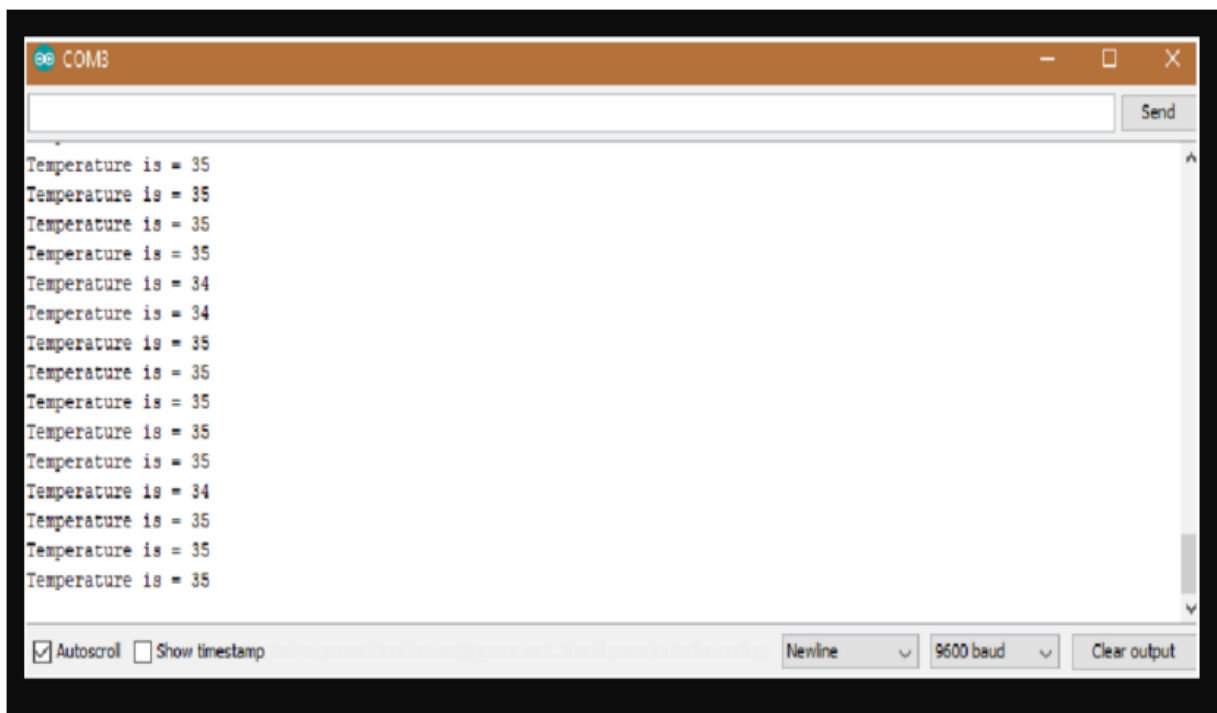 COM3
Send
Temperature is = 35
Temperature is = 35
Temperature is = 35
Temperature is = 35
Temperature is = 34
Temperature is = 34
Temperature is = 35
Temperature is = 35
Temperature is = 35
Temperature is = 35
Temperature is = 35
Temperature is = 34
Temperature is = 35
Temperature is = 35
Temperature is = 35
Autoscroll Show timestamp Newline 9600 baud Clear output